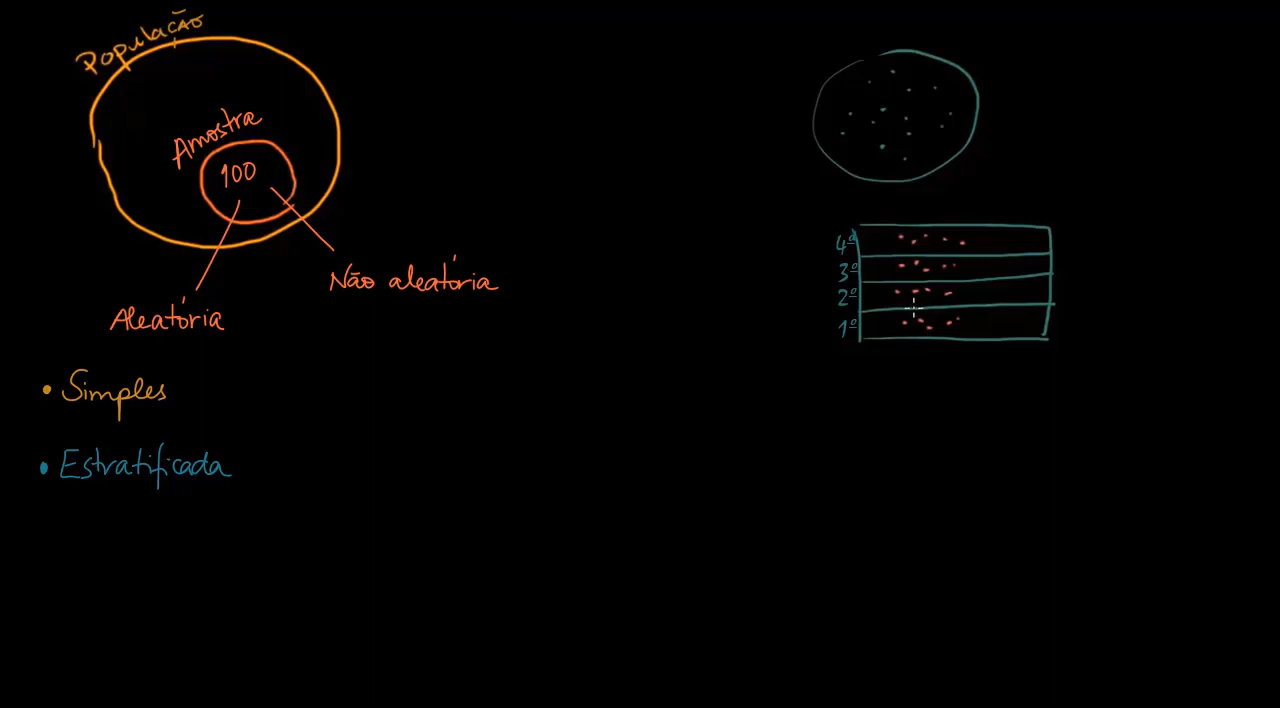 População
Amostra
100
Não aleatória
Aleatória
• Simples
• Estratificada
4º
3º
2º
1º